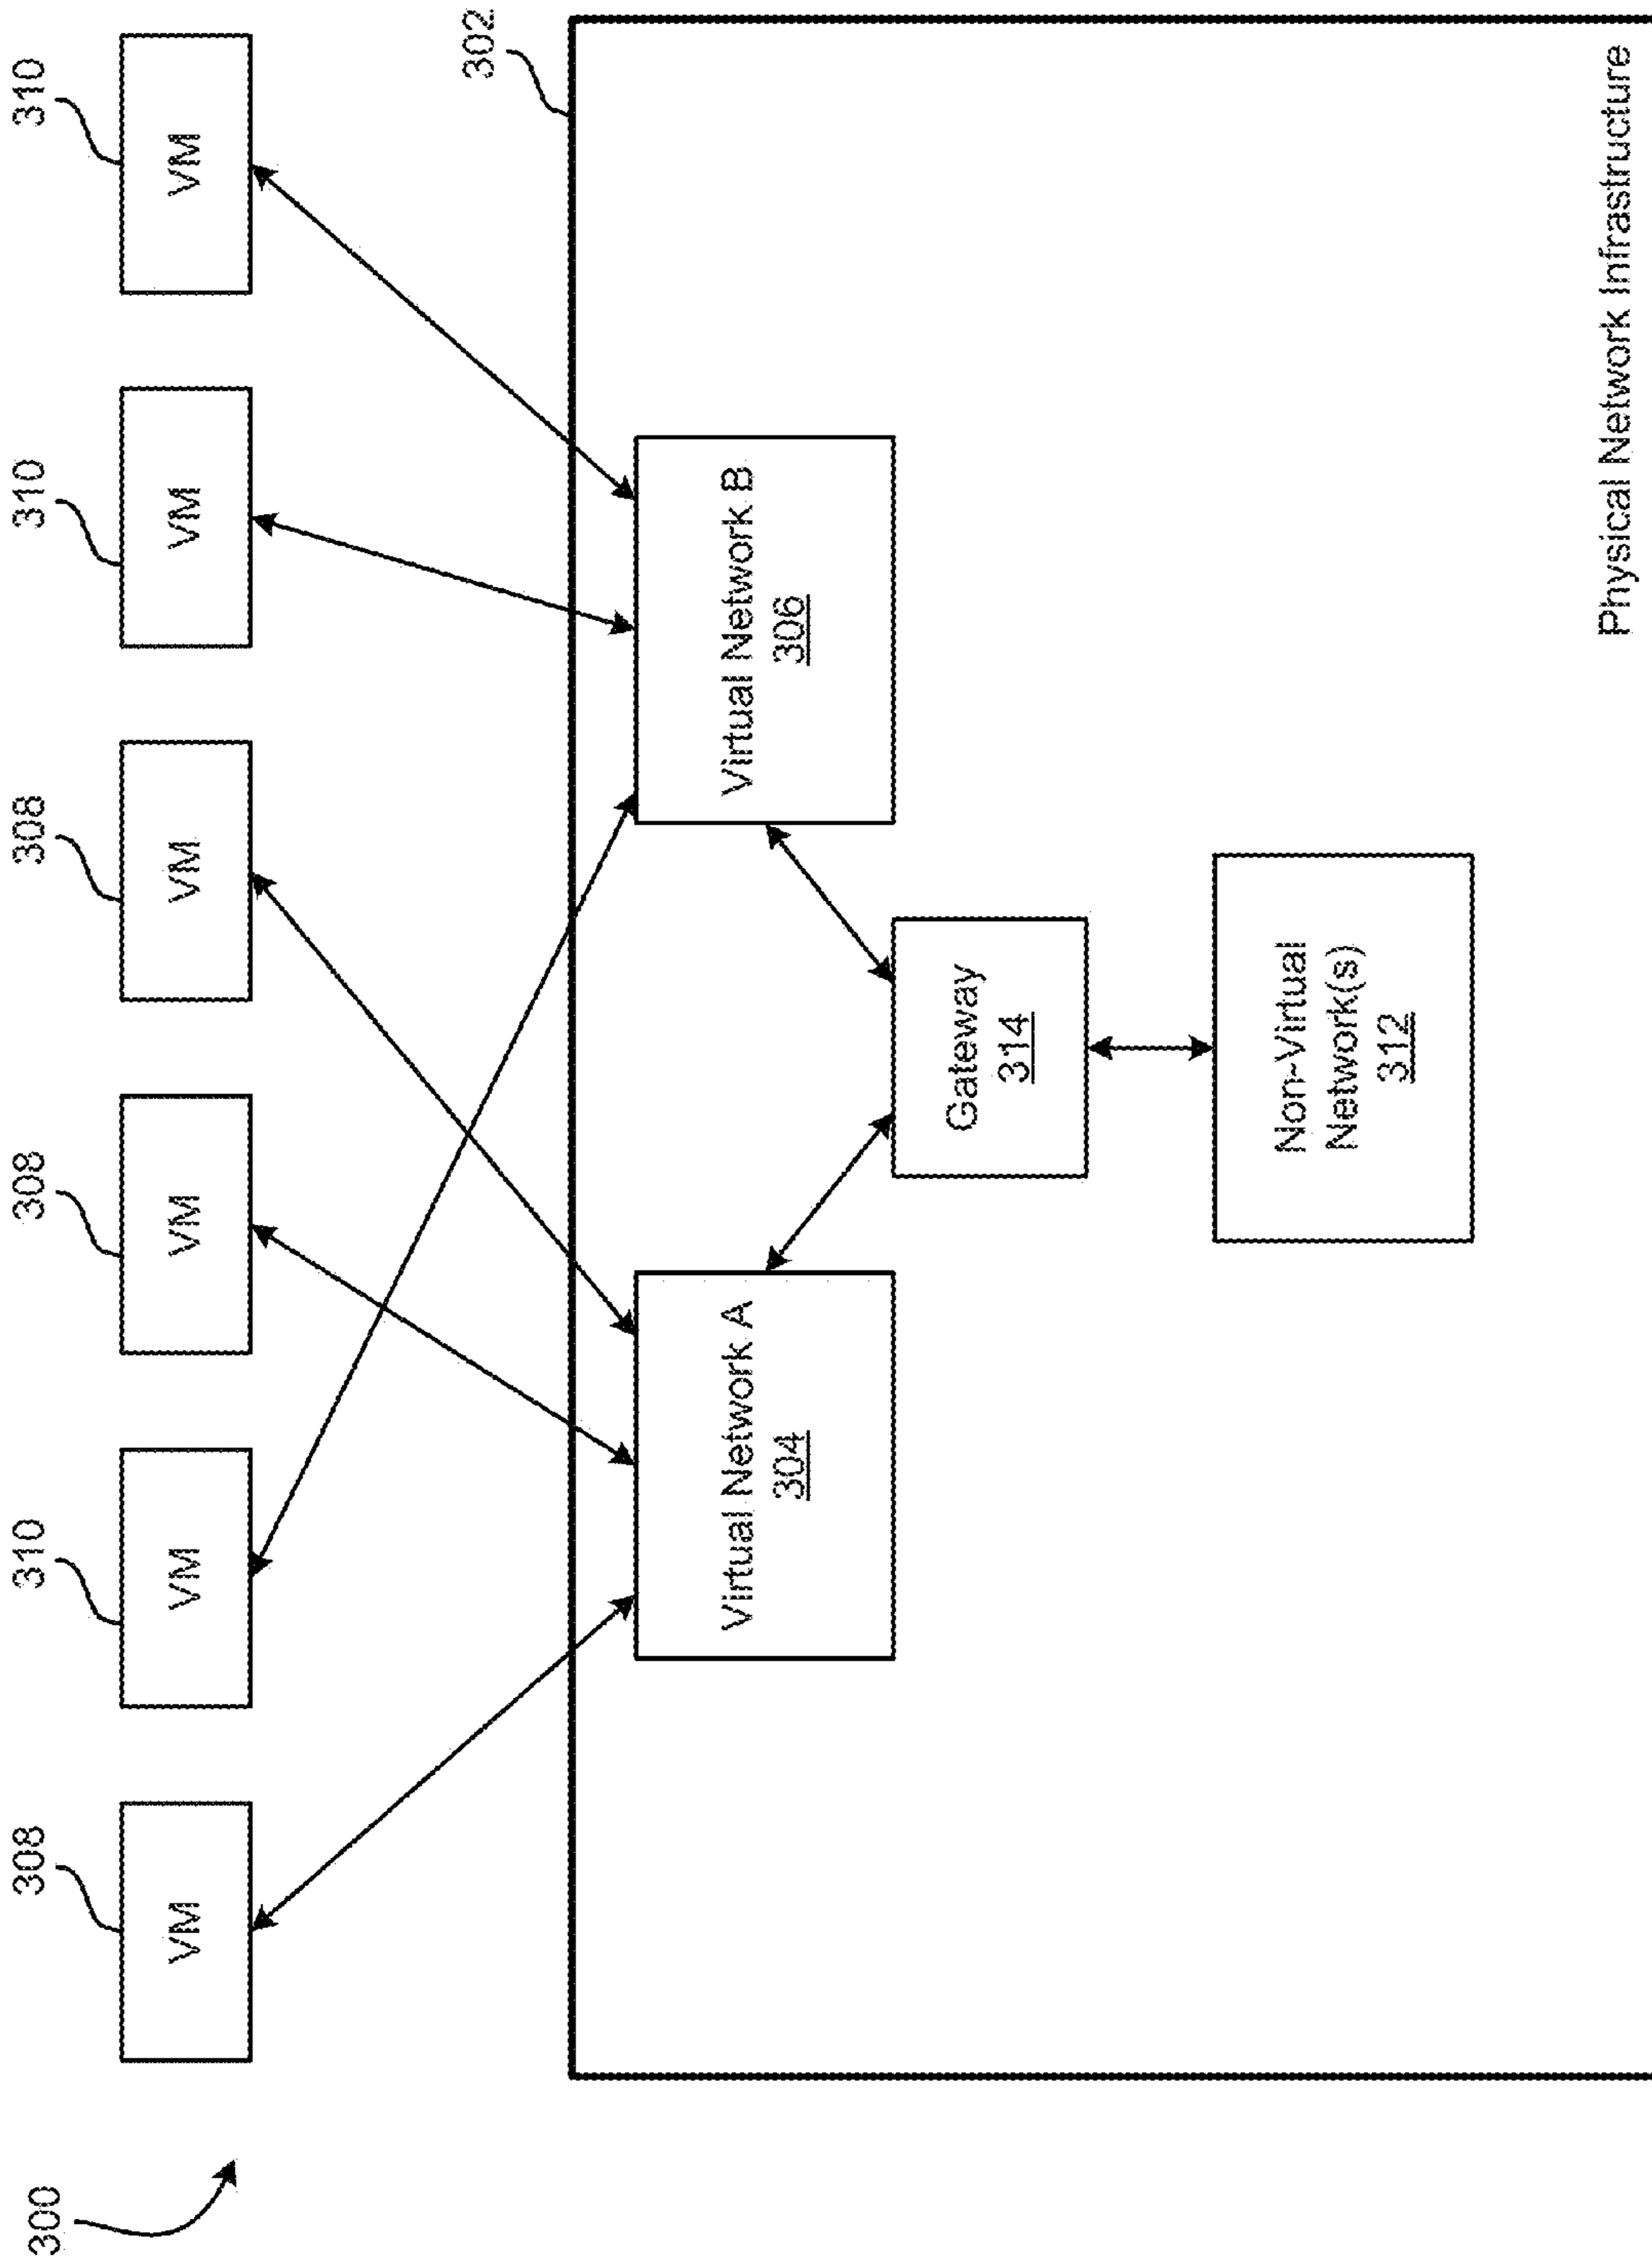 300
308
310
308
308
310
310
VM
VM
VM
VM
VM
VM
302
Virtual Network A
304
Virtual Network B
306
Gateway
314
Non-Virtual
Network(s)
312
Physical Network Infrastructure